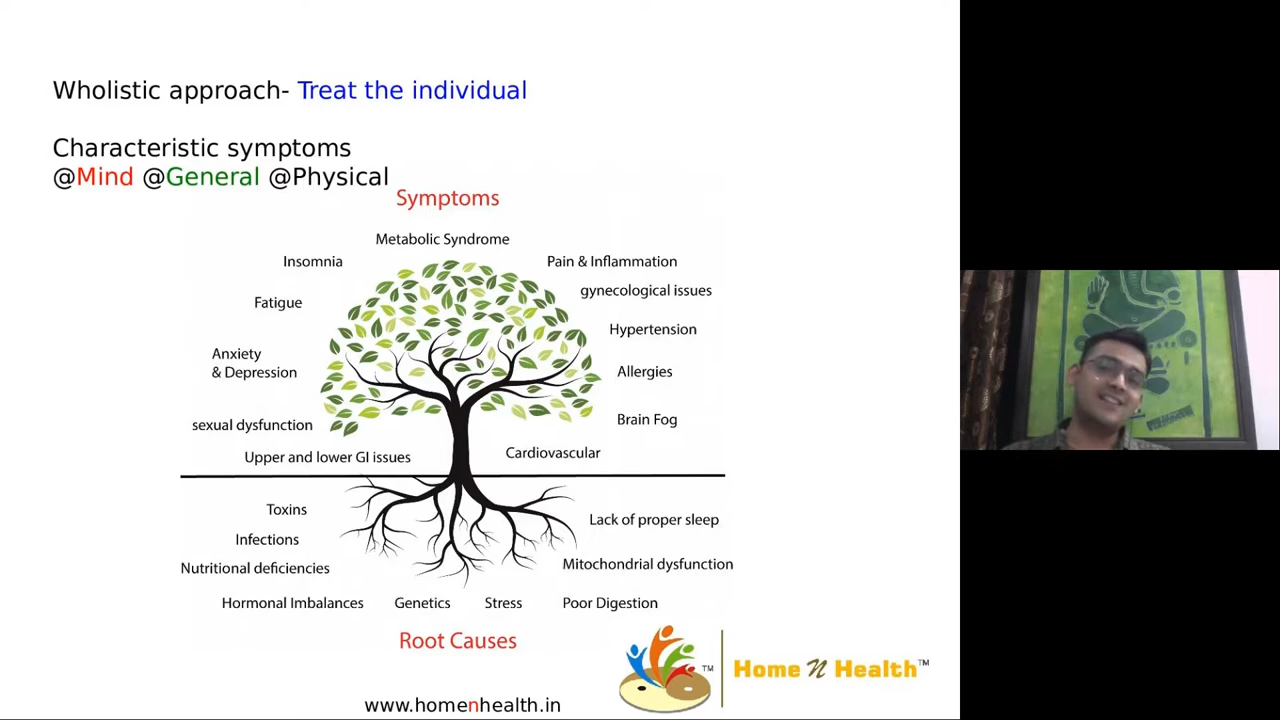 Wholistic approach- Treat the individual
Characteristic symptoms
@Mind @General @Physical
Symptoms
Metabolic Syndrome
Insomnia
Pain & Inflammation
gynecological issues
Fatigue
Hypertension
Anxiety
& Depression
Allergies
sexual dysfunction
Brain Fog
Upper and lower GI issues
Cardiovascular
Toxins
Lack of proper sleep
Infections
Nutritional deficiencies
Mitochondrial dysfunction
Hormonal Imbalances
Genetics
Stress
Poor Digestion
Root Causes
TM
Home N Health™
www.homenhealth.in